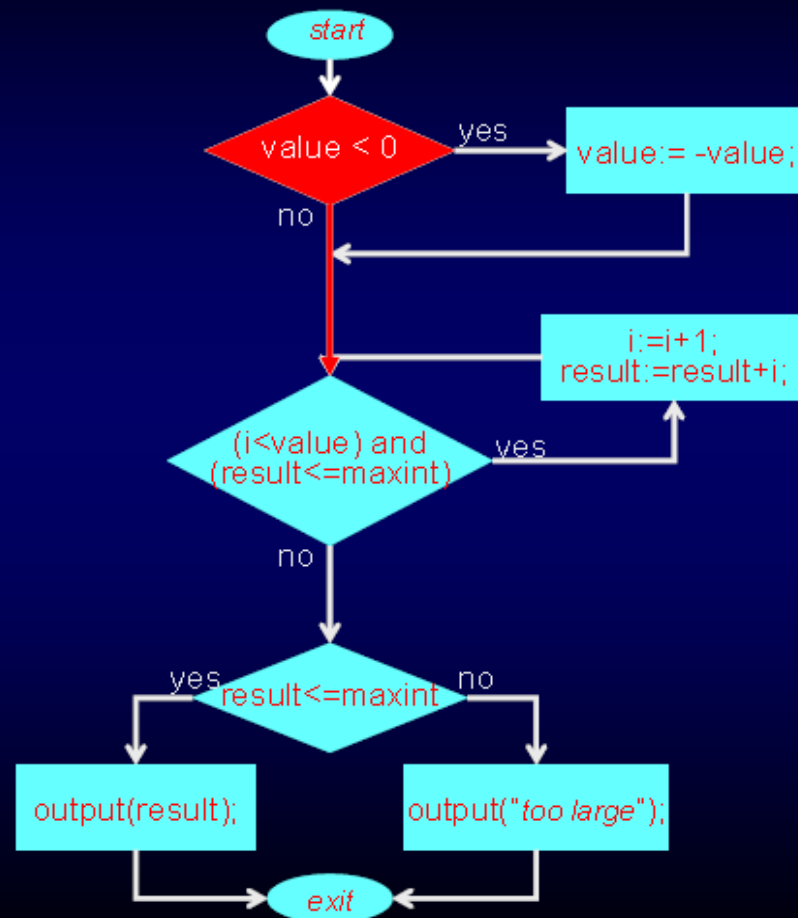 start
value < 0
yes
value:= -value;
no
i:=i+1;
result:=result+i;
(i<value) and
(result<=maxint)
yes
no
yes
result<=maxint
no
output(result);
output("too large");
exit